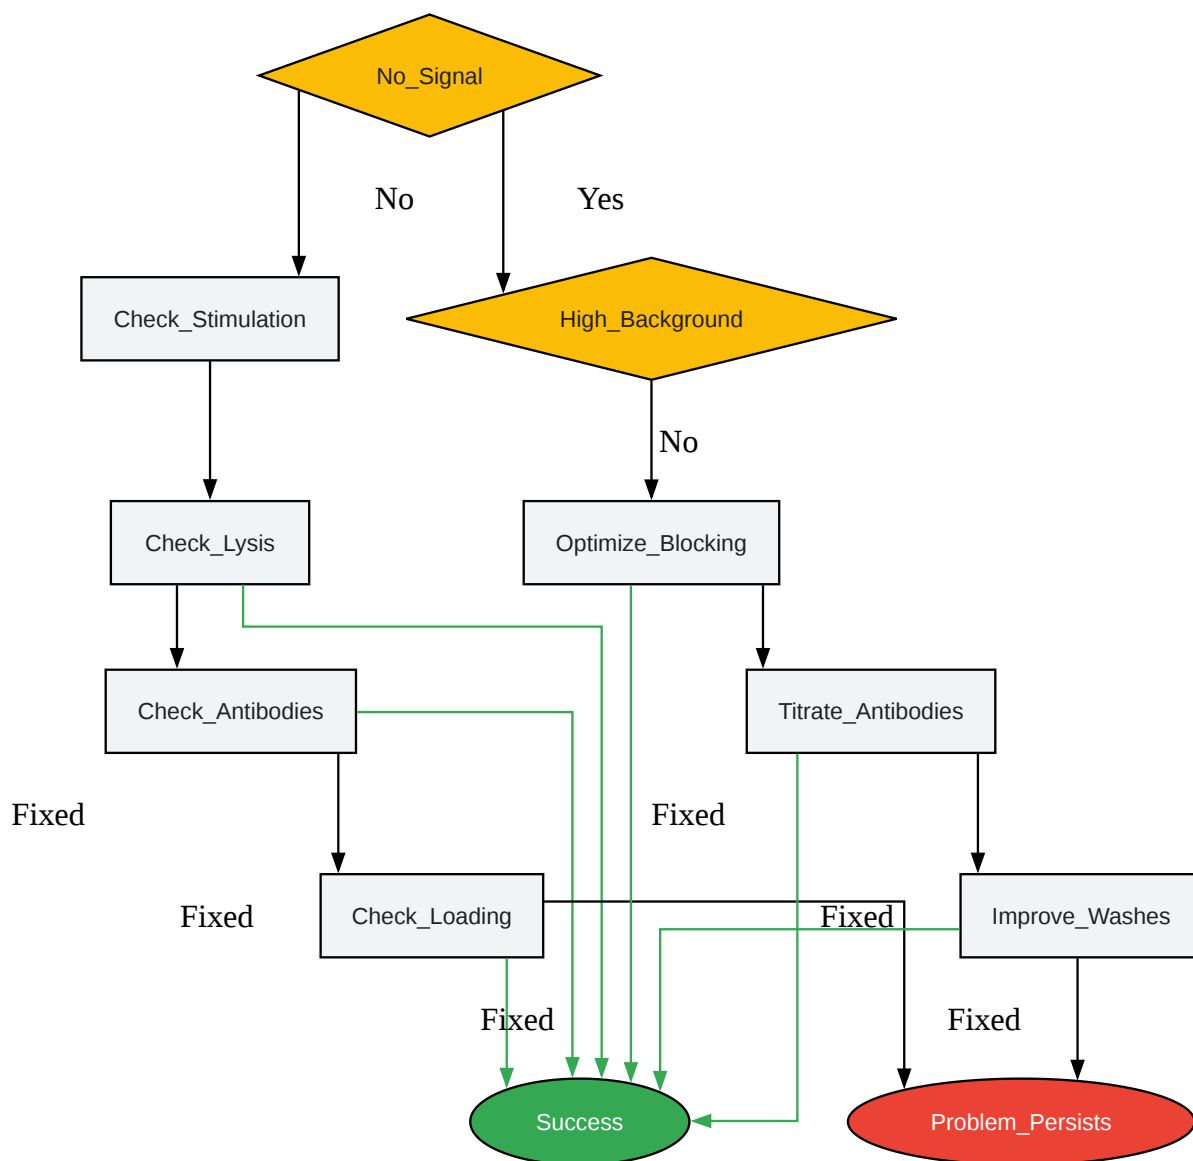 No_Signal
No
Yes
Check_Stimulation
High_Background
No
Check_Lysis
Optimize_Blocking
Check_Antibodies
Titrate_Antibodies
Fixed
Fixed
Fixed
Check_Loading
Fixed
Improve_Washes
Fixed
Fixed
Success
Problem_Persists